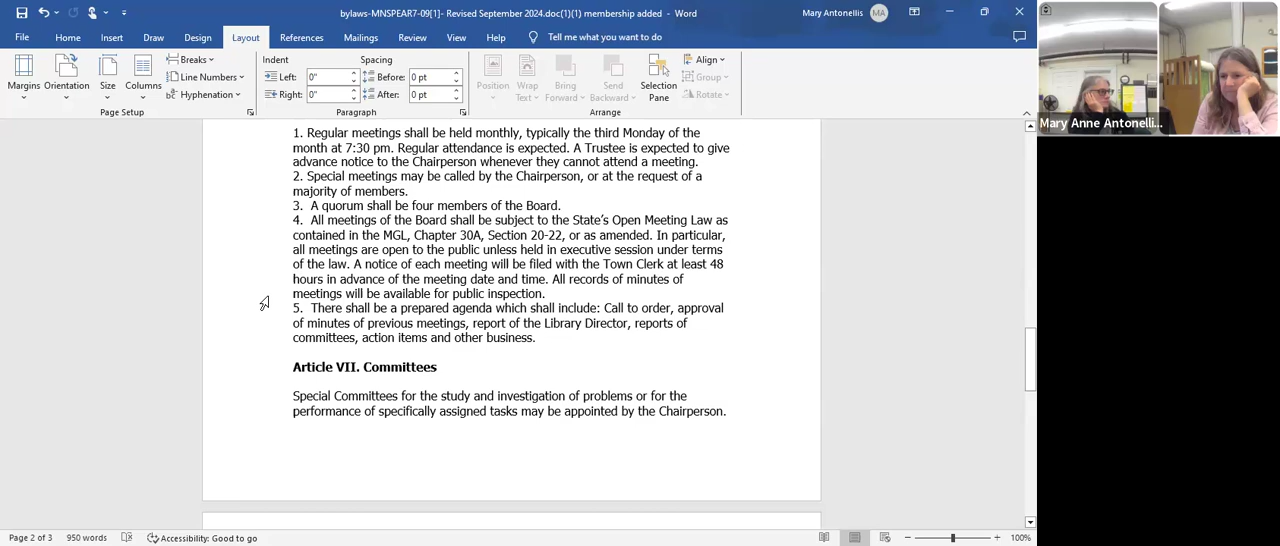 bylaws-MNSPEAR7-09[1]- Revised September 2024.doc(1)(1) membership added - Word
Mary Antonellis
MA
File
Home
Insert
Draw
Design
Layout
References
Mailings
Review
View
Help
Tell me what you want to do
Margins
Orientation
Size
Columns
Breaks
Line Numbers
Hyphenation
Page Setup
Indent
Left: 0"
Right: 0"
Spacing
Before: 0 pt
After: 0 pt
Paragraph
Position
Wrap Text
Bring Forward
Send Backward
Selection Pane
Align
Group
Rotate
Arrange
Mary Anne Antonelli...
1. Regular meetings shall be held monthly, typically the third Monday of the
month at 7:30 pm. Regular attendance is expected. A Trustee is expected to give
advance notice to the Chairperson whenever they cannot attend a meeting.
2. Special meetings may be called by the Chairperson, or at the request of a
majority of members.
3. A quorum shall be four members of the Board.
4. All meetings of the Board shall be subject to the State's Open Meeting Law as
contained in the MGL, Chapter 30A, Section 20-22, or as amended. In particular,
all meetings are open to the public unless held in executive session under terms
of the law. A notice of each meeting will be filed with the Town Clerk at least 48
hours in advance of the meeting date and time. All records of minutes of
meetings will be available for public inspection.
5. There shall be a prepared agenda which shall include: Call to order, approval
of minutes of previous meetings, report of the Library Director, reports of
committees, action items and other business.
Article VII. Committees
Special Committees for the study and investigation of problems or for the
performance of specifically assigned tasks may be appointed by the Chairperson.
Page 2 of 3
950 words
Accessibility: Good to go
100%